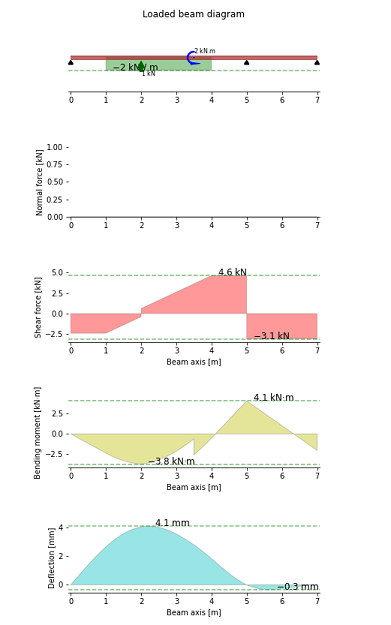 Loaded beam diagram
2 kN.m
−2 kN/ m
1 kN
0 1 2 3 4 5 6 7
1.00
0.75
0.50
0.25
0.00
Normal force [kN]
0 1 2 3 4 5 6 7
5.0
2.5
0.0
−2.5
Shear force [kN]
4.6 kN
−3.1 kN
0 1 2 3 4 5 6 7
Beam axis [m]
2.5
0.0
−2.5
Bending moment [kN·m]
4.1 kN·m
−3.8 kN·m
0 1 2 3 4 5 6 7
Beam axis [m]
4
2
0
Deflection [mm]
4.1 mm
−0.3 mm
0 1 2 3 4 5 6 7
Beam axis [m]